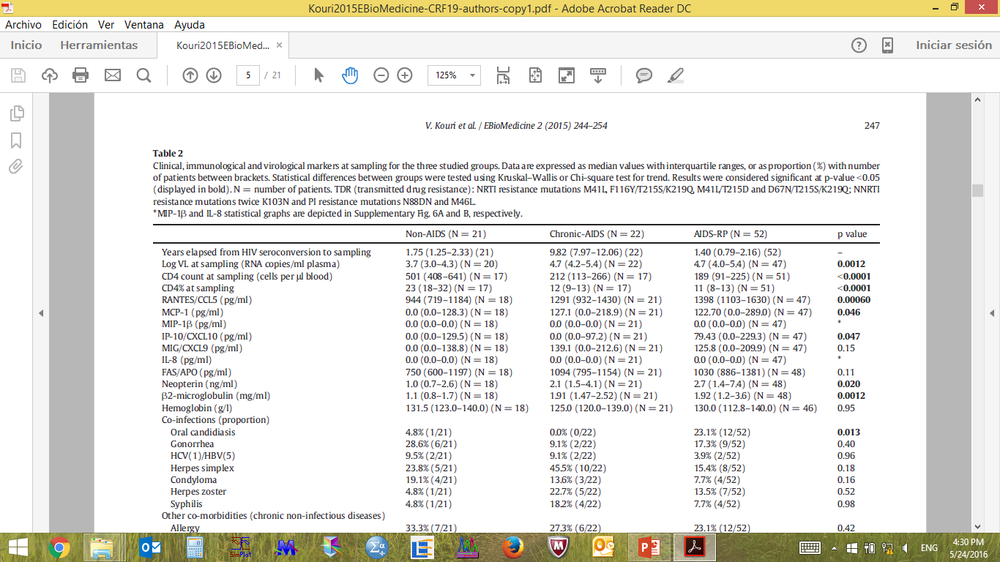 Kouri2015EBioMedicine-CRF19-authors-copy1.pdf - Adobe Acrobat Reader DC
Archivo Edición Ver Ventana Ayuda
Inicio Herramientas Kouri2015EBioMed... × Iniciar sesión
5 / 21 125%
V. Kouri et al. / EBioMedicine 2 (2015) 244–254 247
Table 2
Clinical, immunological and virological markers at sampling for the three studied groups. Data are expressed as median values with interquartile ranges, or as proportion (%) with number
of patients between brackets. Statistical differences between groups were tested using Kruskal–Wallis or Chi-square test for trend. Results were considered significant at p-value <0.05
(displayed in bold). N = number of patients. TDR (transmitted drug resistance): NRTI resistance mutations M41L, F116Y/T215S/K219Q, M41L/T215D and D67N/T215S/K219Q; NNRTI
resistance mutations twice K103N and PI resistance mutations N88DN and M46L.
*MIP-1β and IL-8 statistical graphs are depicted in Supplementary Fig. 6A and B, respectively.
Non-AIDS (N = 21) Chronic-AIDS (N = 22) AIDS-RP (N = 52) p value
Years elapsed from HIV seroconversion to sampling 1.75 (1.25–2.33) (21) 9.82 (7.97–12.06) (22) 1.40 (0.79–2.16) (52) –
Log VL at sampling (RNA copies/ml plasma) 3.7 (3.0–4.3) (N = 20) 4.7 (4.2–5.4) (N = 22) 4.7 (4.0–5.4) (N = 47) 0.0012
CD4 count at sampling (cells per μl blood) 501 (408–641) (N = 17) 212 (113–266) (N = 17) 189 (91–225) (N = 51) <0.0001
CD4% at sampling 23 (18–32) (N = 17) 12 (9–13) (N = 17) 11 (8–13) (N = 51) <0.0001
RANTES/CCL5 (pg/ml) 944 (719–1184) (N = 18) 1291 (932–1430) (N = 21) 1398 (1103–1630) (N = 47) 0.00060
MCP-1 (pg/ml) 0.0 (0.0–128.3) (N = 18) 127.1 (0.0–218.9) (N = 21) 122.70 (0.0–289.0) (N = 47) 0.046
MIP-1β (pg/ml) 0.0 (0.0–0.0) (N = 18) 0.0 (0.0–0.0) (N = 21) 0.0 (0.0–0.0) (N = 47) *
IP-10/CXCL10 (pg/ml) 0.0 (0.0–129.5) (N = 18) 0.0 (0.0–97.2) (N = 21) 79.43 (0.0–229.3) (N = 47) 0.047
MIG/CXCL9 (pg/ml) 0.0 (0.0–138.8) (N = 18) 139.1 (0.0–212.6) (N = 21) 125.8 (0.0–209.9) (N = 47) 0.15
IL-8 (pg/ml) 0.0 (0.0–0.0) (N = 18) 0.0 (0.0–0.0) (N = 21) 0.0 (0.0–0.0) (N = 47) *
FAS/APO (pg/ml) 750 (600–1197) (N = 18) 1094 (795–1154) (N = 21) 1030 (886–1381) (N = 48) 0.11
Neopterin (ng/ml) 1.0 (0.7–2.6) (N = 18) 2.1 (1.5–4.1) (N = 21) 2.7 (1.4–7.4) (N = 48) 0.020
β2-microglobulin (mg/ml) 1.1 (0.8–1.7) (N = 18) 1.91 (1.47–2.52) (N = 21) 1.92 (1.2–3.6) (N = 48) 0.0012
Hemoglobin (g/l) 131.5 (123.0–140.0) (N = 18) 125.0 (120.0–139.0) (N = 21) 130.0 (112.8–140.0) (N = 46) 0.95
Co-infections (proportion)
Oral candidiasis 4.8% (1/21) 0.0% (0/22) 23.1% (12/52) 0.013
Gonorrhea 28.6% (6/21) 9.1% (2/22) 17.3% (9/52) 0.40
HCV(1)/HBV(5) 9.5% (2/21) 9.1% (2/22) 3.9% (2/52) 0.96
Herpes simplex 23.8% (5/21) 45.5% (10/22) 15.4% (8/52) 0.18
Condyloma 19.1% (4/21) 13.6% (3/22) 7.7% (4/52) 0.16
Herpes zoster 4.8% (1/21) 22.7% (5/22) 13.5% (7/52) 0.52
Syphilis 4.8% (1/21) 18.2% (4/22) 7.7% (4/52) 0.98
Other co-morbidities (chronic non-infectious diseases)
Allergy 33.3% (7/21) 27.3% (6/22) 23.1% (12/52) 0.42
SimPlot
ENG
4:30 PM
5/24/2016